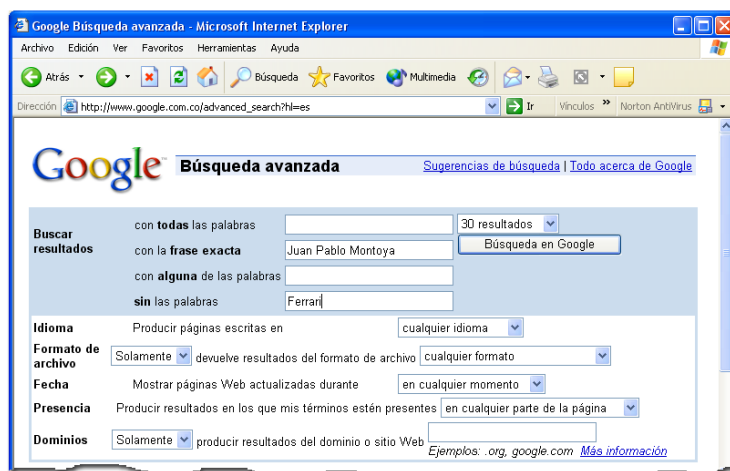 Google Búsqueda avanzada - Microsoft Internet Explorer
Archivo Edición Ver Favoritos Herramientas Ayuda
Atrás Búsqueda Favoritos Multimedia
Dirección http://www.google.com.co/advanced_search?hl=es Ir Vínculos » Norton AntiVirus
Google™ Búsqueda avanzada Sugerencias de búsqueda | Todo acerca de Google
Buscar resultados
con todas las palabras 30 resultados
con la frase exacta Juan Pablo Montoya Búsqueda en Google
con alguna de las palabras
sin las palabras Ferrari
Idioma Producir páginas escritas en cualquier idioma
Formato de archivo Solamente devuelve resultados del formato de archivo cualquier formato
Fecha Mostrar páginas Web actualizadas durante en cualquier momento
Presencia Producir resultados en los que mis términos estén presentes en cualquier parte de la página
Dominios Solamente producir resultados del dominio o sitio Web
Ejemplos: .org, google.com Más información